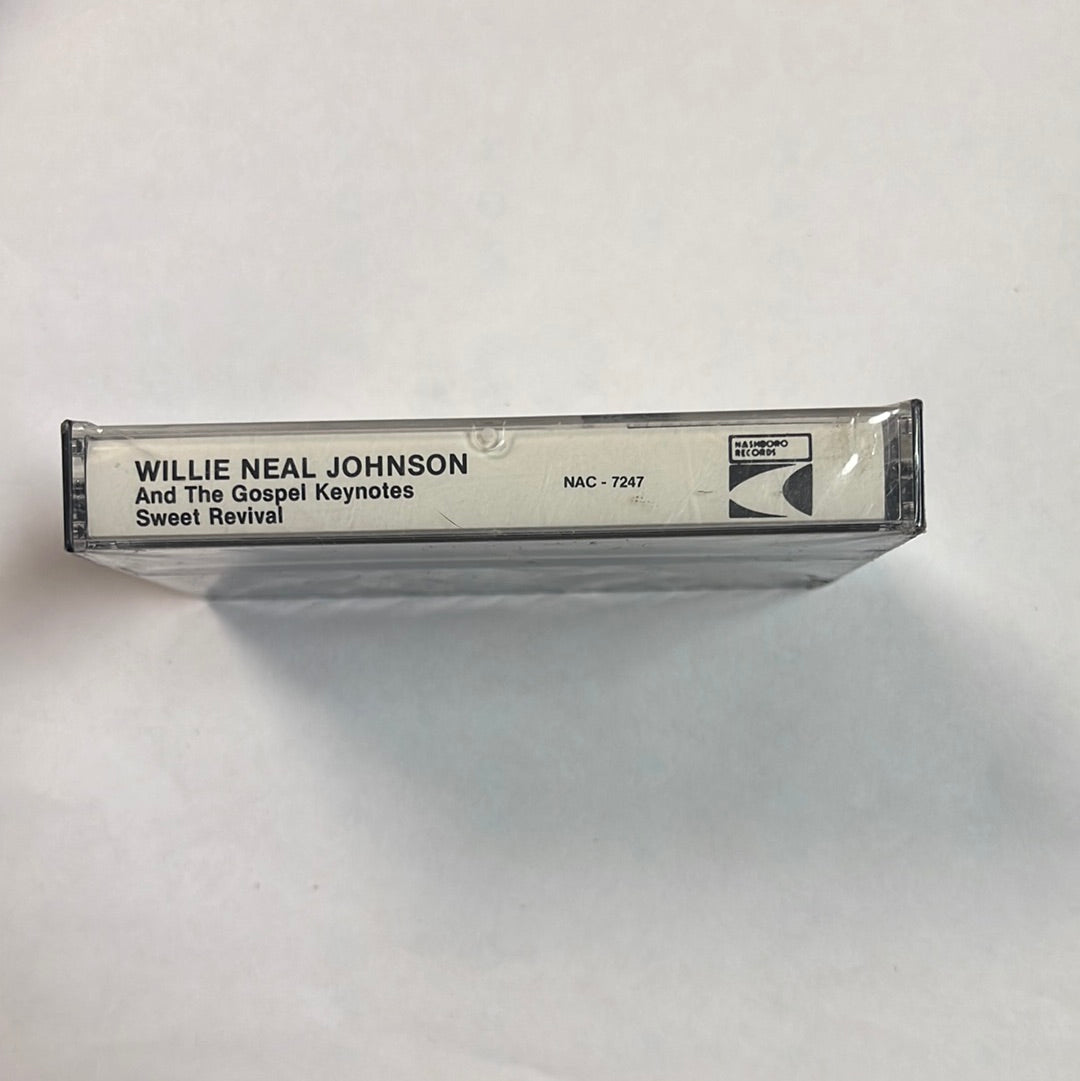 WILLIE NEAL JOHNSON
And The Gospel Keynotes
Sweet Revival
NAC - 7247
NASHBORO
RECORDS